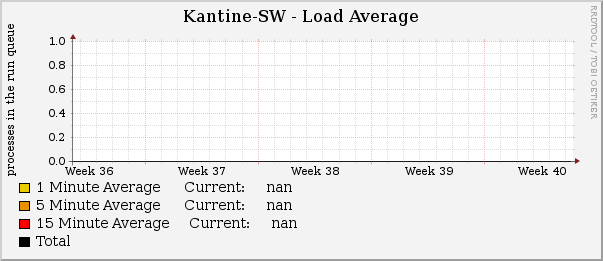 Kantine-SW - Load Average
RRDTOOL / TOBI OETIKER
processes in the run queue
1.0
0.8
0.6
0.4
0.2
0.0
Week 36 Week 37 Week 38 Week 39 Week 40
1 Minute Average Current: nan
5 Minute Average Current: nan
15 Minute Average Current: nan
Total